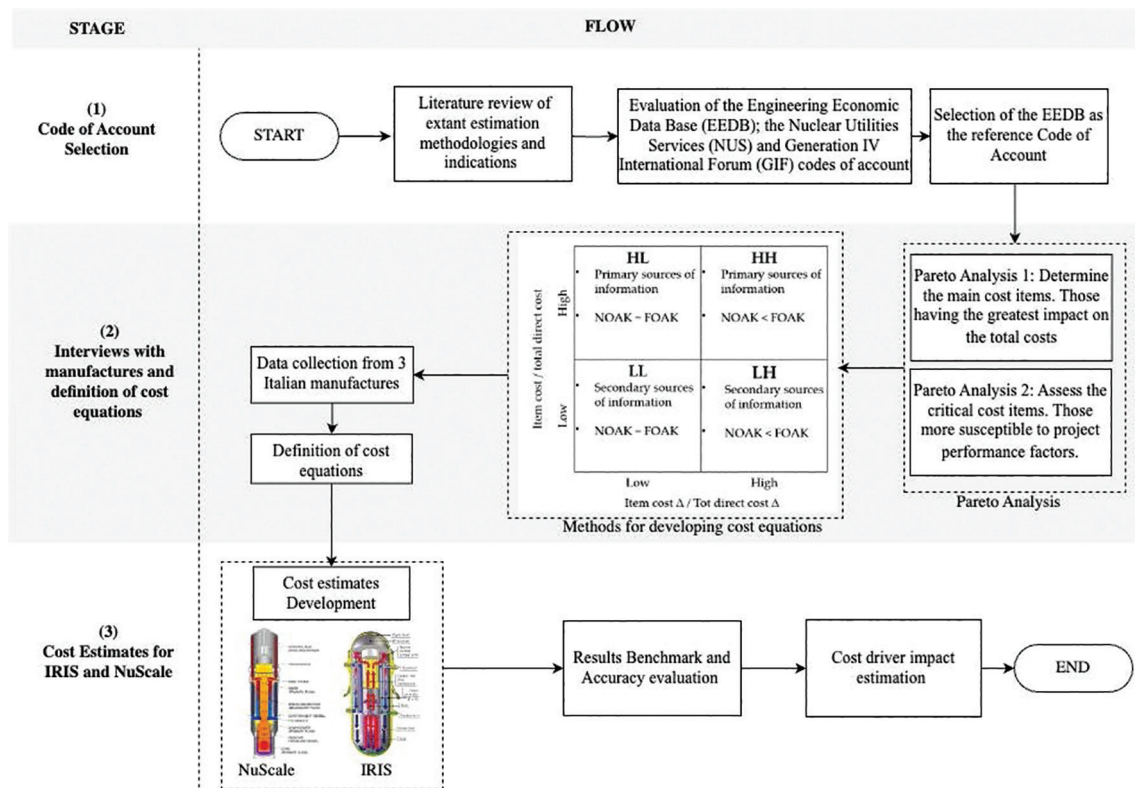 STAGE
FLOW
(1)
Code of Account
Selection
START
Literature review of
extant estimation
methodologies and
indications
Evaluation of the Engineering Economic
Data Base (EEDB); the Nuclear Utilities
Services (NUS) and Generation IV
International Forum (GIF) codes of account
Selection of the EEDB as
the reference Code of
Account
(2)
Interviews with
manufactures and
definition of cost
equations
Pareto Analysis 1: Determine
the main cost items. Those
having the greatest impact on
the total costs
Pareto Analysis 2: Assess the
critical cost items. Those
more susceptible to project
performance factors.
Pareto Analysis
Item cost / total direct cost
High
Low
HL
• Primary sources of
information
• NOAK ~ FOAK
HH
• Primary sources of
information
• NOAK < FOAK
LL
• Secondary sources
of information
• NOAK ~ FOAK
LH
• Secondary sources of
information
• NOAK < FOAK
Low
High
Item cost Δ / Tot direct cost Δ
Methods for developing cost equations
Data collection from 3
Italian manufactures
Definition of cost
equations
(3)
Cost Estimates for
IRIS and NuScale
Cost estimates
Development
NuScale
IRIS
Results Benchmark and
Accuracy evaluation
Cost driver impact
estimation
END